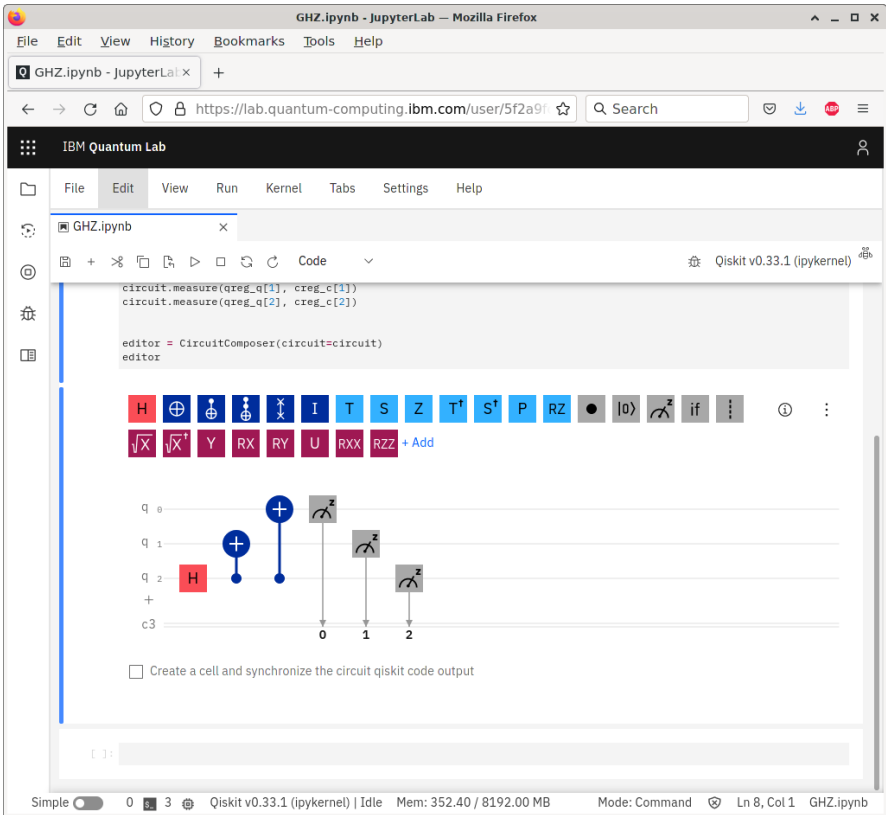 GHZ.ipynb - JupyterLab — Mozilla Firefox
File Edit View History Bookmarks Tools Help
GHZ.ipynb - JupyterLa
https://lab.quantum-computing.ibm.com/user/5f2a9f Search
ABP
IBM Quantum Lab
File Edit View Run Kernel Tabs Settings Help
GHZ.ipynb
Code Qiskit v0.33.1 (ipykernel)
circuit.measure(qreg_q[1], creg_c[1])
circuit.measure(qreg_q[2], creg_c[2])
editor = CircuitComposer(circuit=circuit)
editor
H I T S Z T† S† P RZ |0⟩ z if
√X √X† Y RX RY U RXX RZZ + Add
q 0 z
q 1 z
q 2 H z
+
c3
0 1 2
Create a cell and synchronize the circuit qiskit code output
[ ]:
Simple 0 $_ 3 Qiskit v0.33.1 (ipykernel) | Idle Mem: 352.40 / 8192.00 MB Mode: Command Ln 8, Col 1 GHZ.ipynb